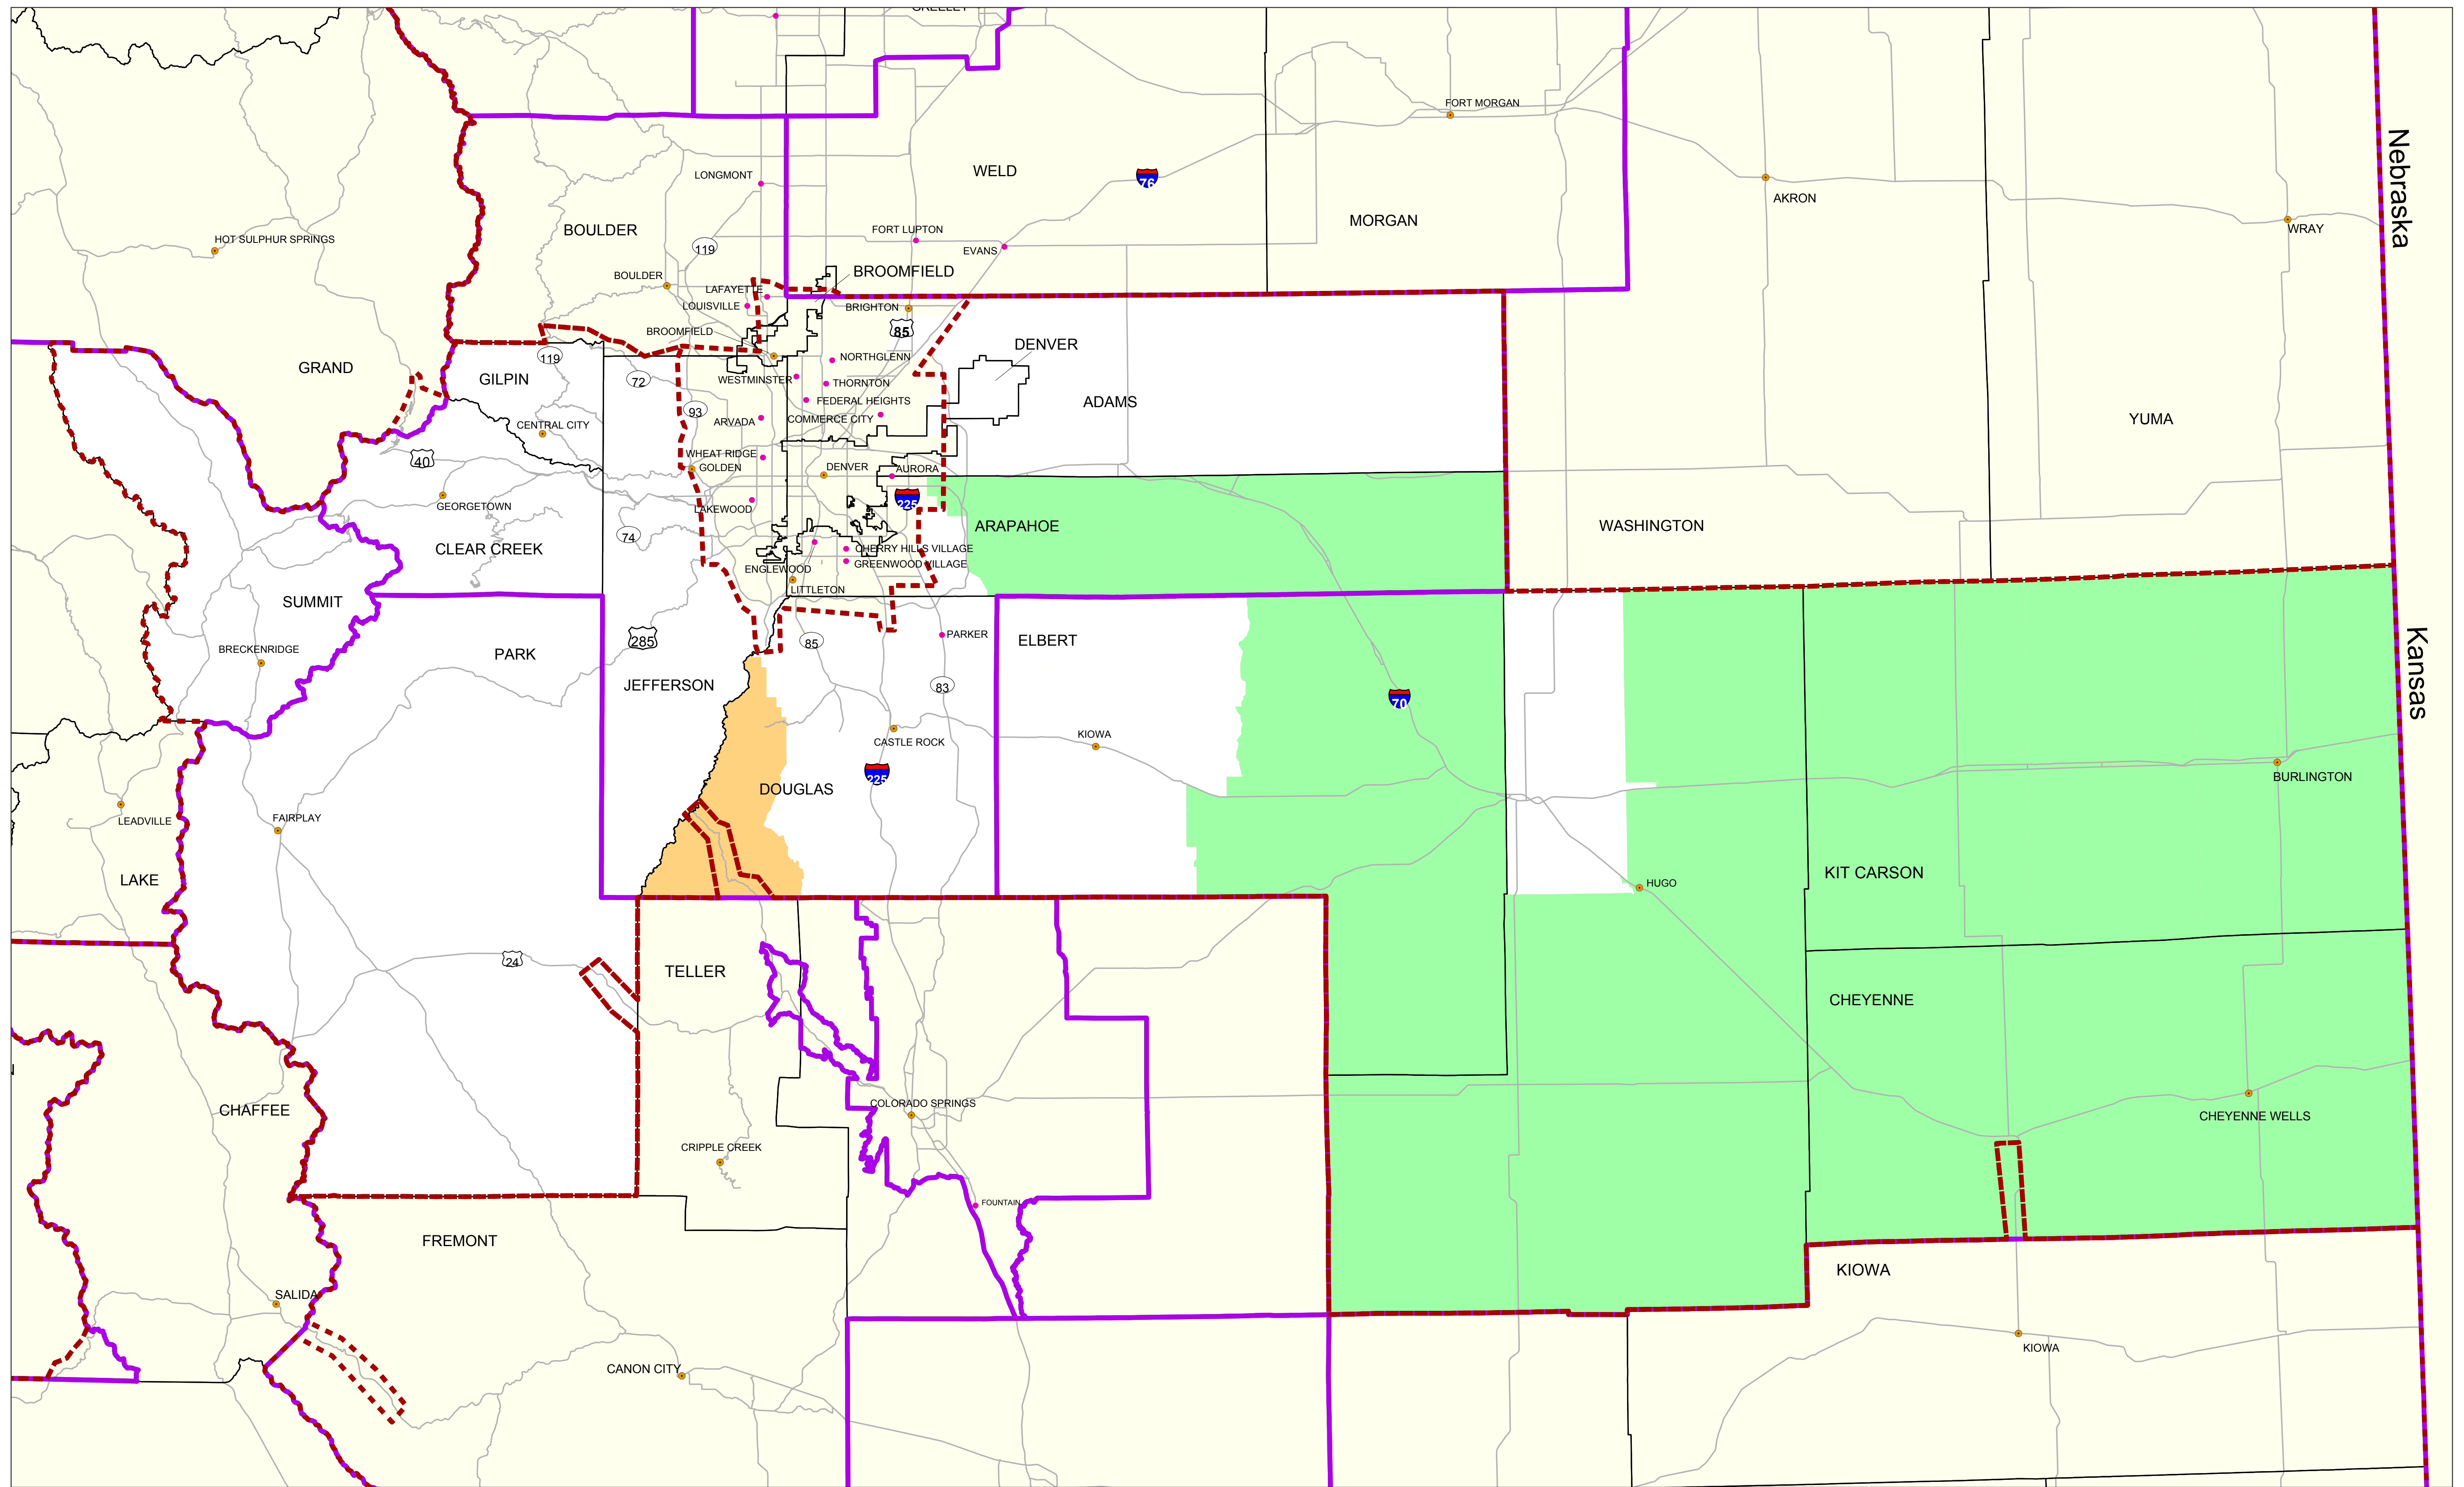 GREELEY
FORT MORGAN
Nebraska
76
LONGMONT
WELD
AKRON
MORGAN
BOULDER
FORT LUPTON
WRAY
HOT SULPHUR SPRINGS
119
EVANS
BROOMFIELD
BOULDER
LAFAYETTE
LOUISVILLE
BRIGHTON
BROOMFIELD
85
DENVER
119
GRAND
GILPIN
72
NORTHGLENN
WESTMINSTER
THORNTON
FEDERAL HEIGHTS
ADAMS
93
ARVADA
COMMERCE CITY
YUMA
CENTRAL CITY
WHEAT RIDGE
40
GOLDEN
DENVER
AURORA
GEORGETOWN
LAKEWOOD
225
ARAPAHOE
WASHINGTON
74
CLEAR CREEK
CHERRY HILLS VILLAGE
GREENWOOD VILLAGE
ENGLEWOOD
LITTLETON
SUMMIT
285
85
PARKER
ELBERT
Kansas
BRECKENRIDGE
PARK
JEFFERSON
83
70
CASTLE ROCK
KIOWA
225
DOUGLAS
BURLINGTON
LEADVILLE
FAIRPLAY
LAKE
KIT CARSON
HUGO
24
TELLER
CHEYENNE
CHAFFEE
COLORADO SPRINGS
CHEYENNE WELLS
CRIPPLE CREEK
FOUNTAIN
FREMONT
KIOWA
SALIDA
KIOWA
CANON CITY